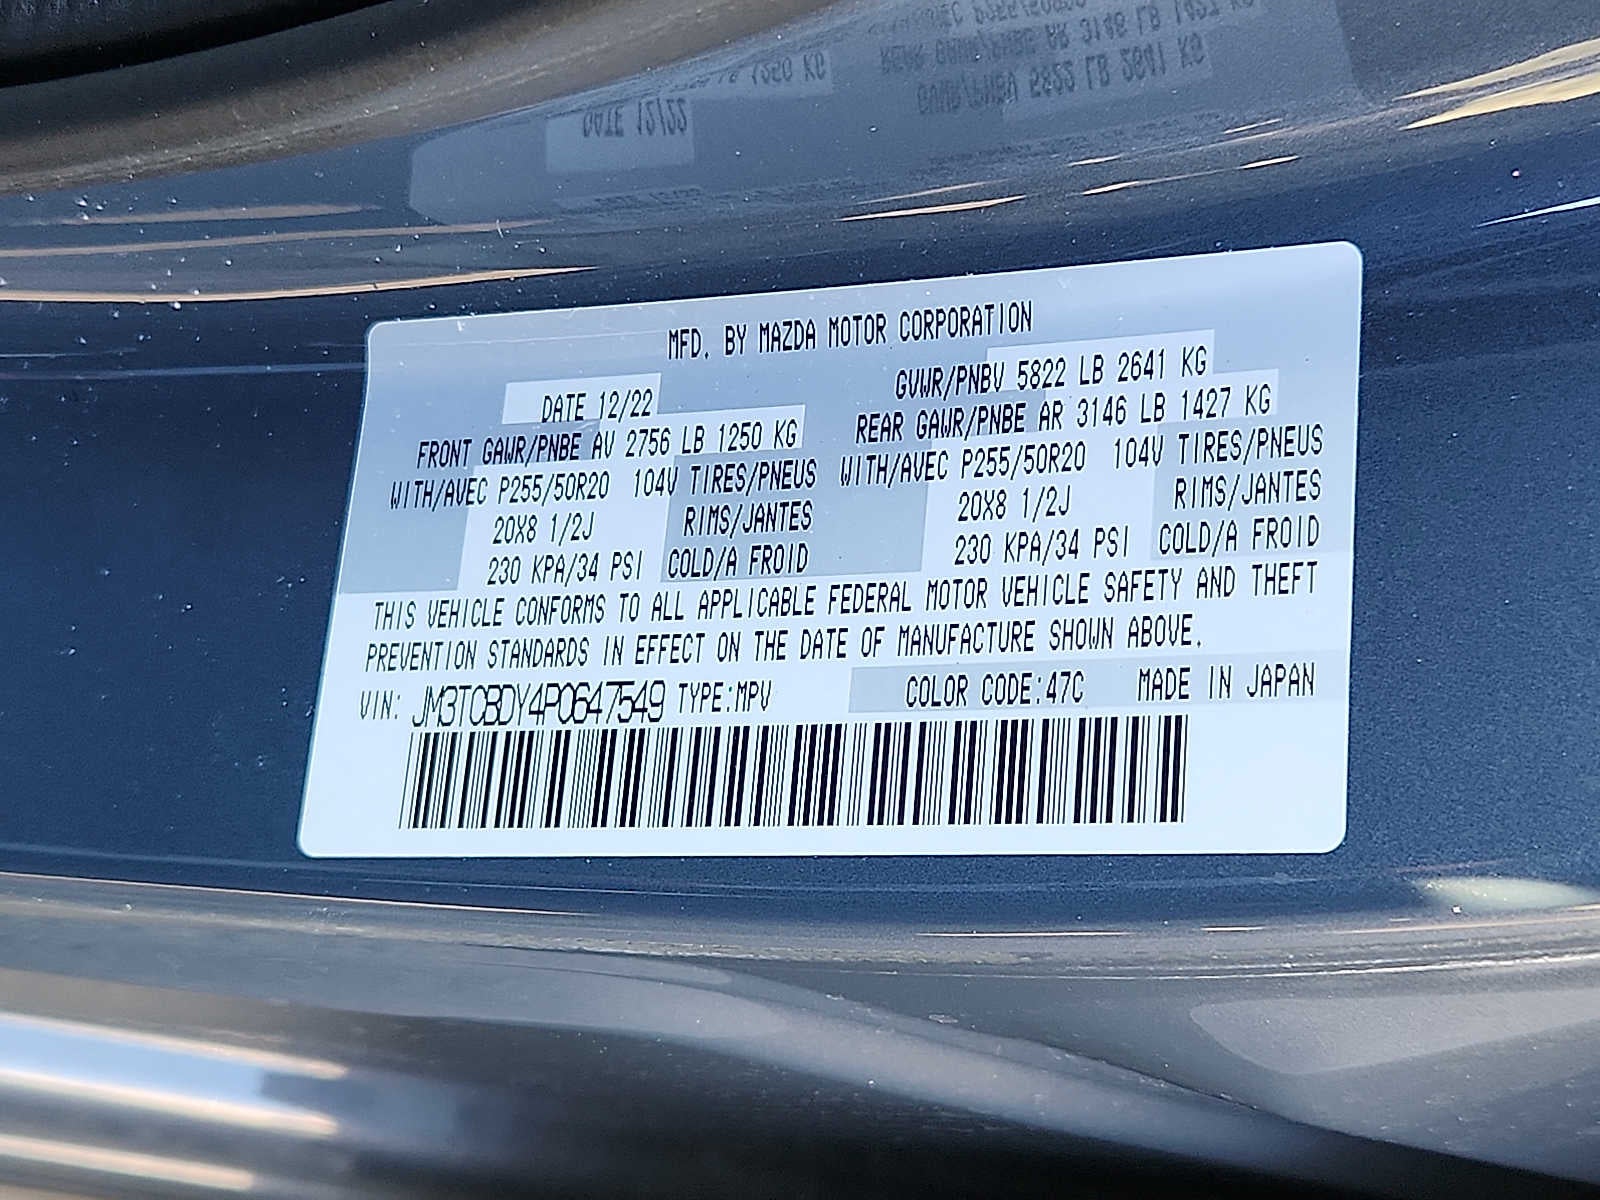 MFD. BY MAZDA MOTOR CORPORATION
DATE 12/22 GVWR/PNBV 5822 LB 2641 KG
FRONT GAWR/PNBE AV 2756 LB 1250 KG REAR GAWR/PNBE AR 3146 LB 1427 KG
WITH/AVEC P255/50R20 104V TIRES/PNEUS WITH/AVEC P255/50R20 104V TIRES/PNEUS
20X8 1/2J RIMS/JANTES 20X8 1/2J RIMS/JANTES
230 KPA/34 PSI COLD/A FROID 230 KPA/34 PSI COLD/A FROID
THIS VEHICLE CONFORMS TO ALL APPLICABLE FEDERAL MOTOR VEHICLE SAFETY AND THEFT
PREVENTION STANDARDS IN EFFECT ON THE DATE OF MANUFACTURE SHOWN ABOVE.
VIN: JM3TCBDY4P0647549 TYPE:MPV COLOR CODE:47C MADE IN JAPAN